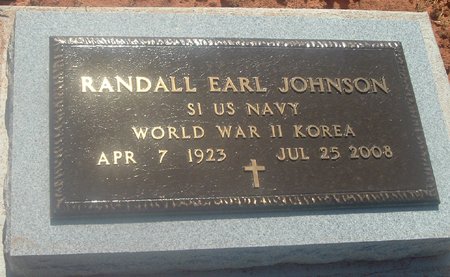 RANDALL EARL JOHNSON
S1 US NAVY
WORLD WAR II KOREA
APR 7 1923 JUL 25 2008